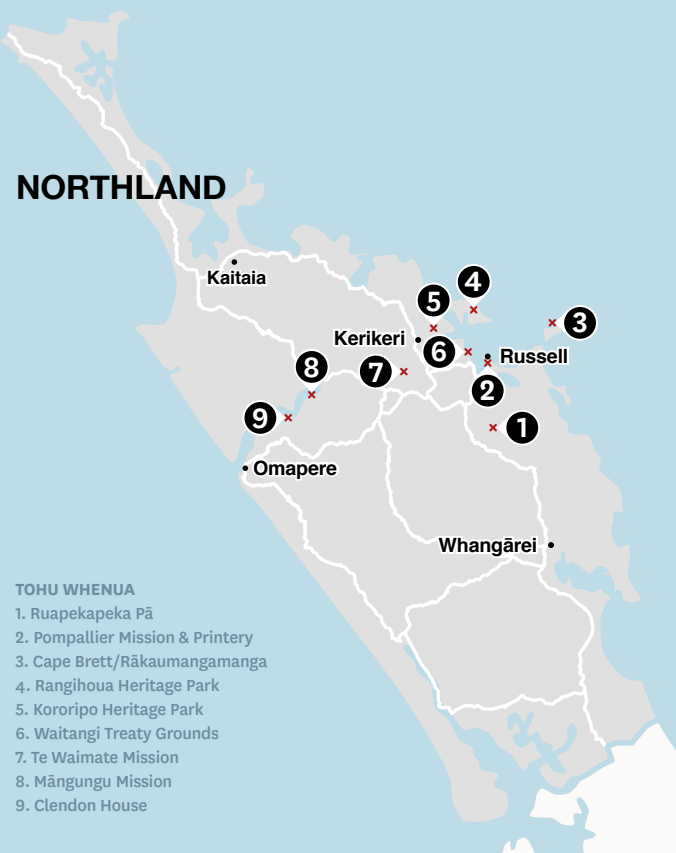 NORTHLAND
Kaitaia
4
5
3
Kerikeri
6
Russell
8
7
2
9
1
Omapere
Whangārei
TOHU WHENUA
1. Ruapekapeka Pā
2. Pompallier Mission & Printery
3. Cape Brett/Rākaumangamanga
4. Rangihoua Heritage Park
5. Kororipo Heritage Park
6. Waitangi Treaty Grounds
7. Te Waimate Mission
8. Māngungu Mission
9. Clendon House